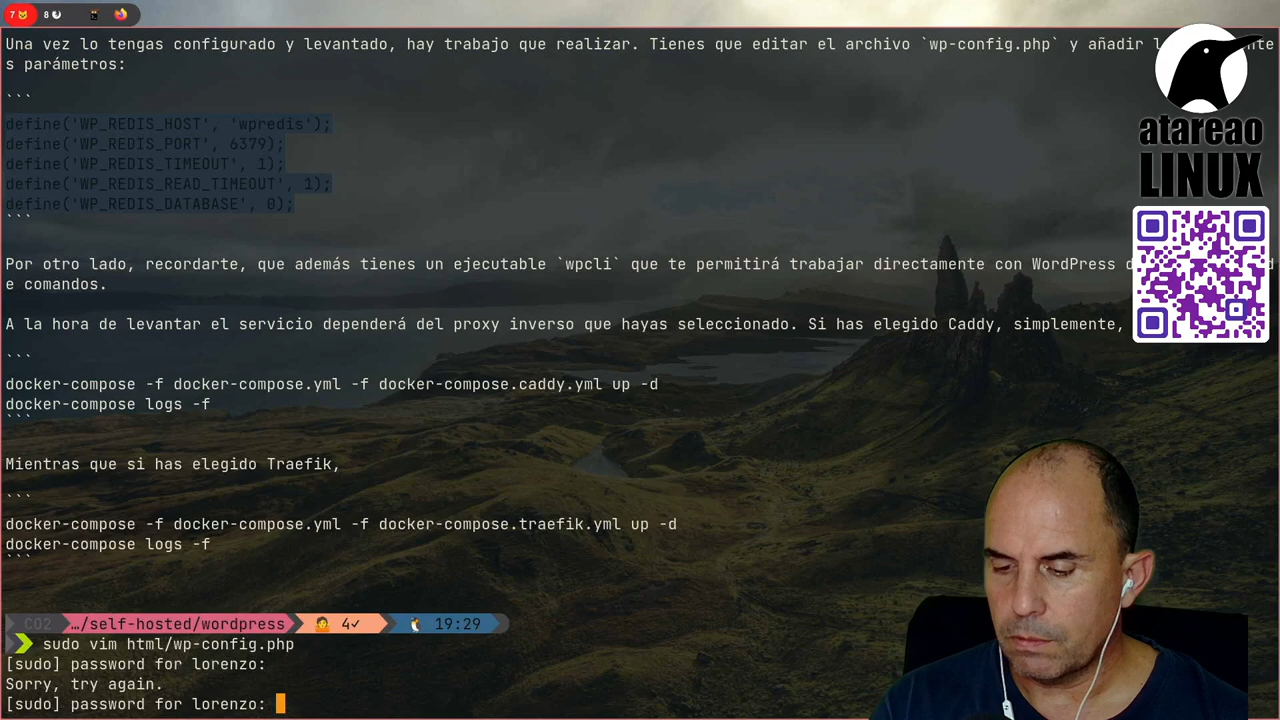 7 8
Una vez lo tengas configurado y levantado, hay trabajo que realizar. Tienes que editar el archivo `wp-config.php` y añadir
s parámetros:
```
define('WP_REDIS_HOST', 'wpredis');
define('WP_REDIS_PORT', 6379);
define('WP_REDIS_TIMEOUT', 1);
define('WP_REDIS_READ_TIMEOUT', 1);
define('WP_REDIS_DATABASE', 0);
```
Por otro lado, recordarte, que además tienes un ejecutable `wpcli` que te permitirá trabajar directamente con WordPress
e comandos.
A la hora de levantar el servicio dependerá del proxy inverso que hayas seleccionado. Si has elegido Caddy, simplemente,
```
docker-compose -f docker-compose.yml -f docker-compose.caddy.yml up -d
docker-compose logs -f
```
Mientras que si has elegido Traefik,
```
docker-compose -f docker-compose.yml -f docker-compose.traefik.yml up -d
docker-compose logs -f
```
CO2 …/self-hosted/wordpress 4✓ 19:29
sudo vim html/wp-config.php
[sudo] password for lorenzo:
Sorry, try again.
[sudo] password for lorenzo:
atareao
LINUX